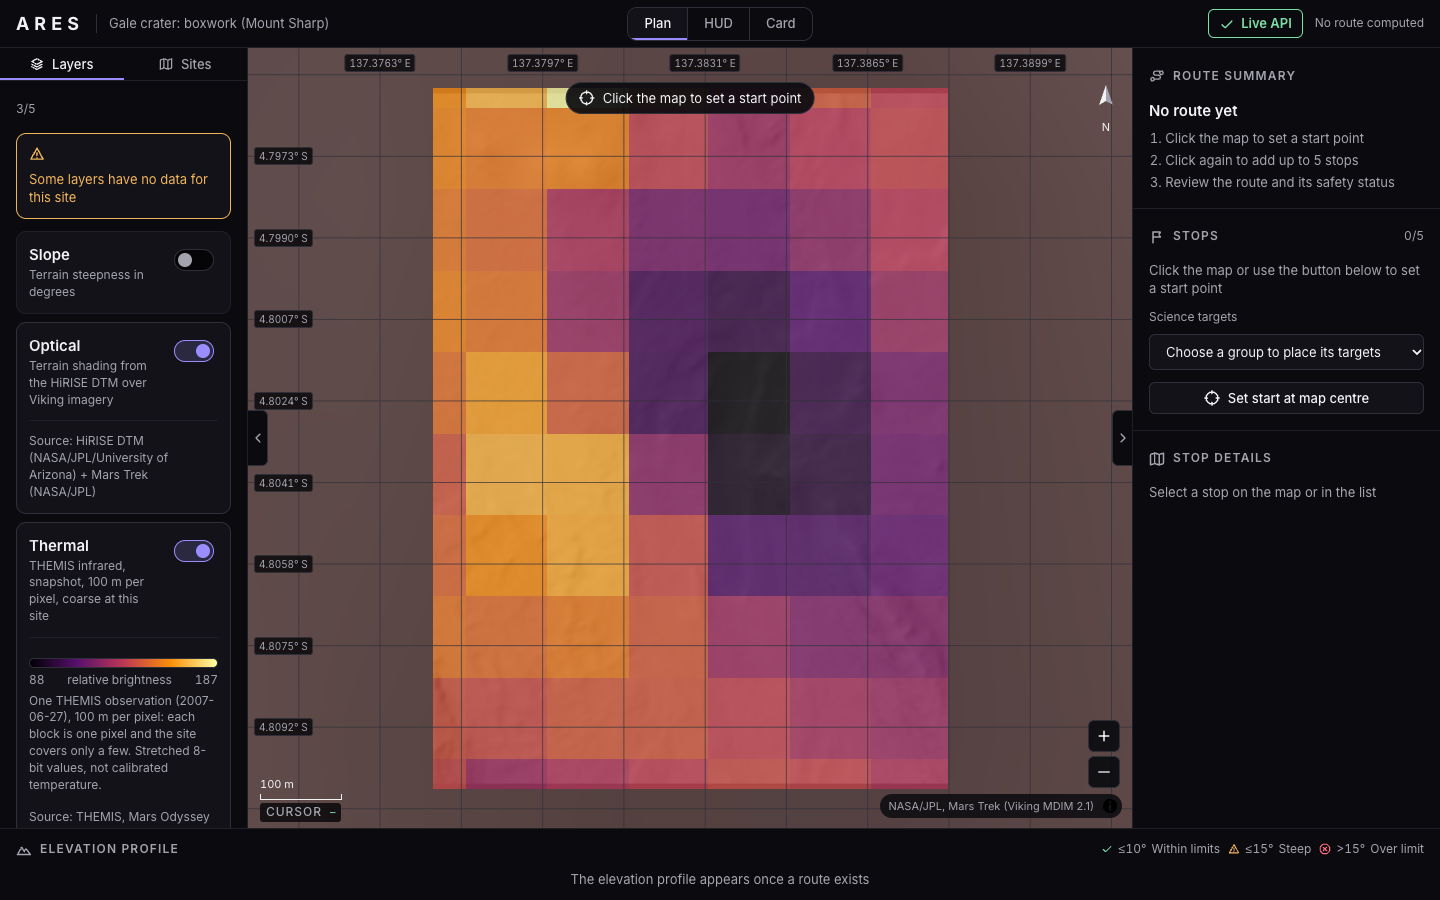 ARES
Gale crater: boxwork (Mount Sharp)
Plan
HUD
Card
Live API
No route computed
Layers
Sites
3/5
Some layers have no data for
this site
Slope
Terrain steepness in
degrees
Optical
Terrain shading from
the HiRISE DTM over
Viking imagery
Source: HiRISE DTM
(NASA/JPL/University of
Arizona) + Mars Trek
(NASA/JPL)
Thermal
THEMIS infrared,
snapshot, 100 m per
pixel, coarse at this
site
88 relative brightness 187
One THEMIS observation (2007-
06-27), 100 m per pixel: each
block is one pixel and the site
covers only a few. Stretched 8-
bit values, not calibrated
temperature.
Source: THEMIS, Mars Odyssey
137.3763° E
137.3797° E
137.3831° E
137.3865° E
137.3899° E
Click the map to set a start point
N
4.7973° S
4.7990° S
4.8007° S
4.8024° S
4.8041° S
4.8058° S
4.8075° S
4.8092° S
100 m
CURSOR –
+
−
NASA/JPL, Mars Trek (Viking MDIM 2.1)
ROUTE SUMMARY
No route yet
1. Click the map to set a start point
2. Click again to add up to 5 stops
3. Review the route and its safety status
STOPS 0/5
Click the map or use the button below to set
a start point
Science targets
Choose a group to place its targets
Set start at map centre
STOP DETAILS
Select a stop on the map or in the list
ELEVATION PROFILE
≤10° Within limits
≤15° Steep
>15° Over limit
The elevation profile appears once a route exists